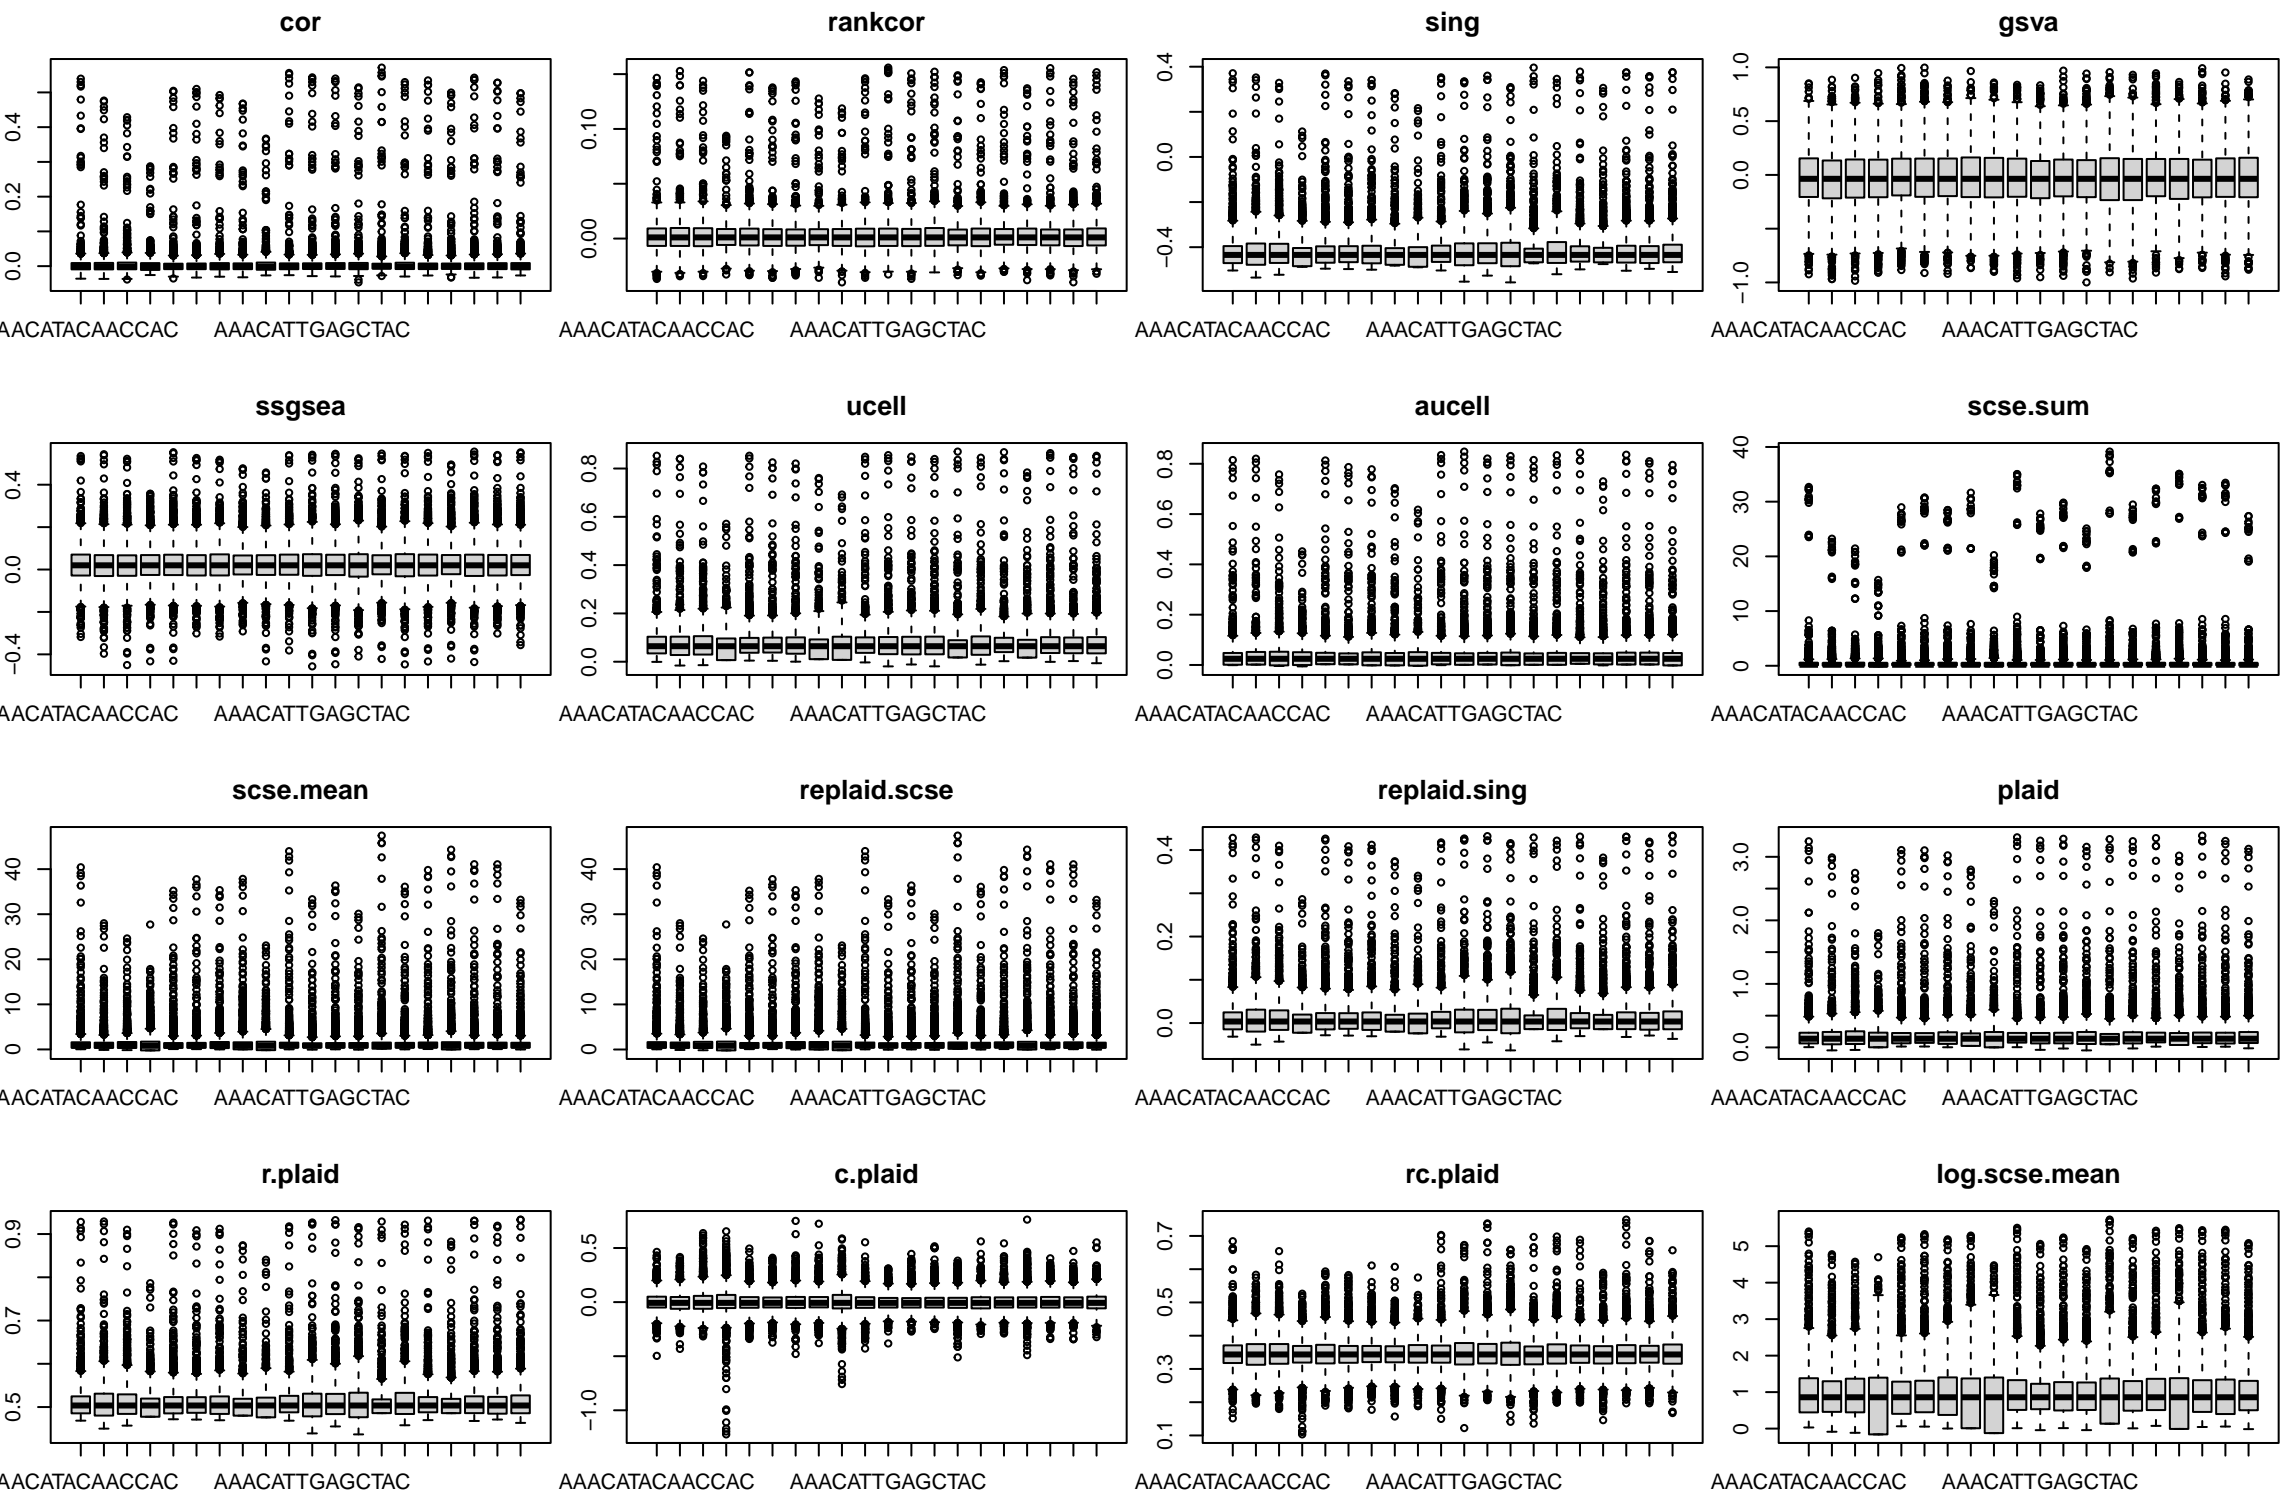 cor rankcor sing gsva
0.0 0.2 0.4
0.00 0.10
−0.4 0.0 0.4
−1.0 0.0 0.5 1.0
AACATACAACCAC AAACATTGAGCTAC AAACATACAACCAC AAACATTGAGCTAC AAACATACAACCAC AAACATTGAGCTAC AAACATACAACCAC AAACATTGAGCTAC
ssgsea ucell aucell scse.sum
−0.4 0.0 0.4
0.0 0.2 0.4 0.6 0.8
0.0 0.2 0.4 0.6 0.8
0 10 20 30 40
AACATACAACCAC AAACATTGAGCTAC AAACATACAACCAC AAACATTGAGCTAC AAACATACAACCAC AAACATTGAGCTAC AAACATACAACCAC AAACATTGAGCTAC
scse.mean replaid.scse replaid.sing plaid
0 10 20 30 40
0 10 20 30 40
0.0 0.2 0.4
0.0 1.0 2.0 3.0
AACATACAACCAC AAACATTGAGCTAC AAACATACAACCAC AAACATTGAGCTAC AAACATACAACCAC AAACATTGAGCTAC AAACATACAACCAC AAACATTGAGCTAC
r.plaid c.plaid rc.plaid log.scse.mean
0.5 0.7 0.9
−1.0 0.0 0.5
0.1 0.3 0.5 0.7
0 1 2 3 4 5
AACATACAACCAC AAACATTGAGCTAC AAACATACAACCAC AAACATTGAGCTAC AAACATACAACCAC AAACATTGAGCTAC AAACATACAACCAC AAACATTGAGCTAC